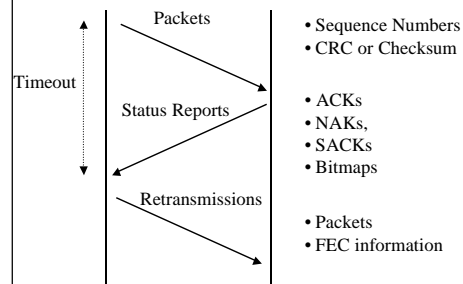 Packets
• Sequence Numbers
• CRC or Checksum
Timeout
Status Reports
• ACKs
• NAKs,
• SACKs
• Bitmaps
Retransmissions
• Packets
• FEC information